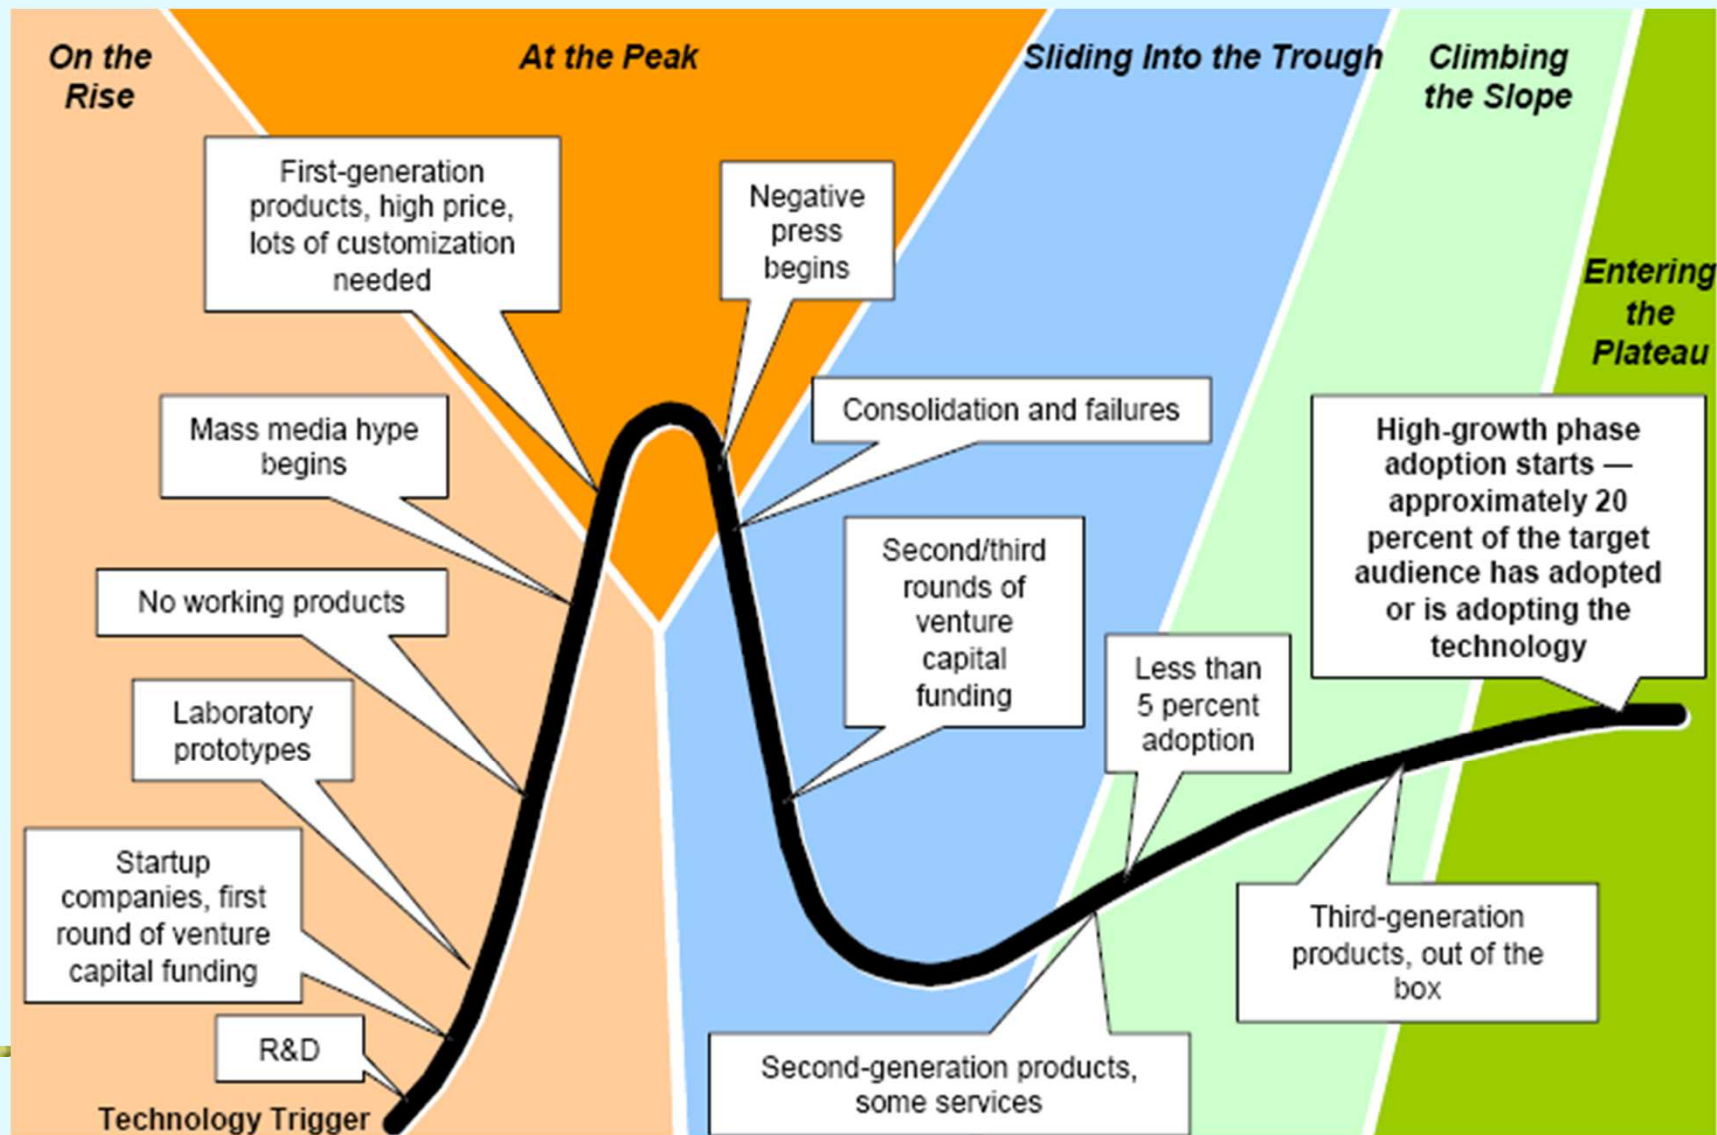 On the
Rise
At the Peak
Sliding Into the Trough
Climbing
the Slope
Entering
the
Plateau
First-generation
products, high price,
lots of customization
needed
Negative
press
begins
Mass media hype
begins
Consolidation and failures
High-growth phase
adoption starts —
approximately 20
percent of the target
audience has adopted
or is adopting the
technology
No working products
Second/third
rounds of
venture
capital
funding
Laboratory
prototypes
Less than
5 percent
adoption
Startup
companies, first
round of venture
capital funding
Third-generation
products, out of the
box
R&D
Second-generation products,
some services
Technology Trigger